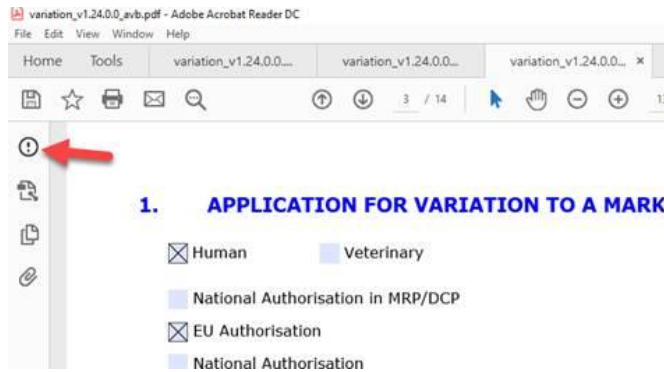 variation_v1.24.0.0_avb.pdf - Adobe Acrobat Reader DC
File Edit View Window Help
Home Tools variation_v1.24.0.0.... variation_v1.24.0.0... variation_v1.24.0.0... ×
3 / 14
1. APPLICATION FOR VARIATION TO A MARK
Human Veterinary
National Authorisation in MRP/DCP
EU Authorisation
National Authorisation